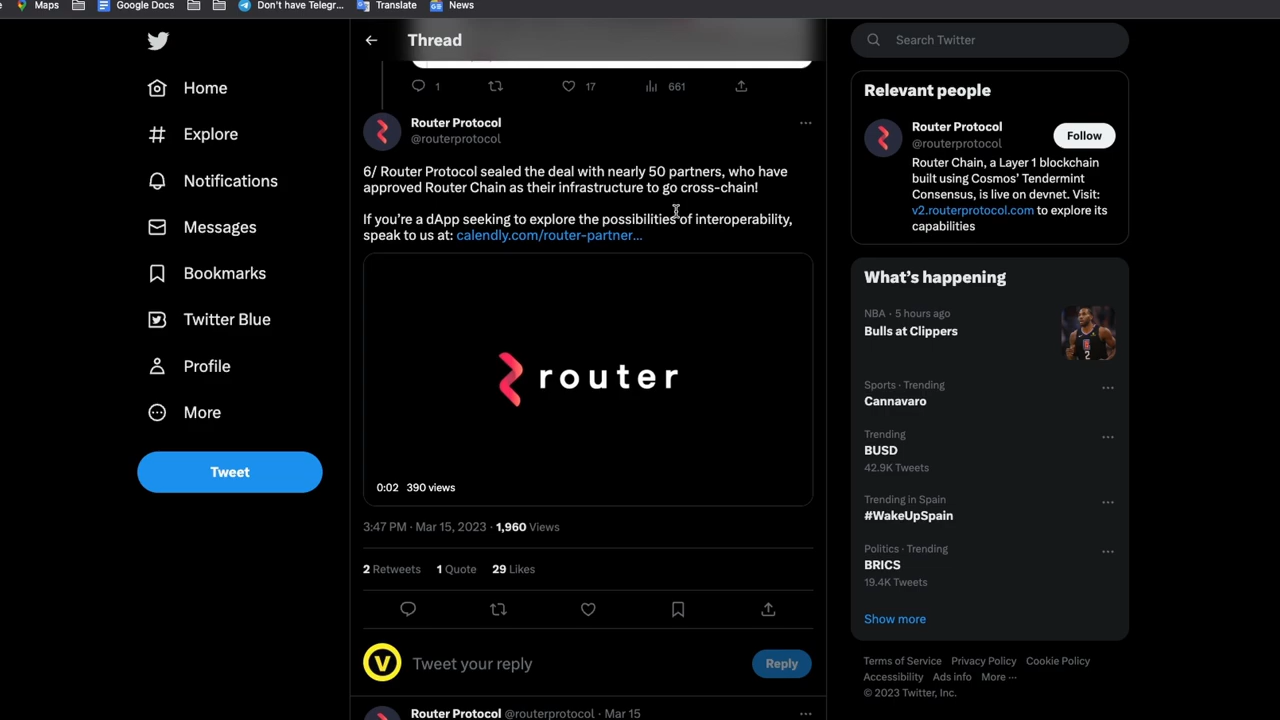 Maps
Google Docs
Don't have Telegr...
Translate
News
Home
Explore
Notifications
Messages
Bookmarks
Twitter Blue
Profile
More
Tweet
Thread
1
17
661
Router Protocol
@routerprotocol
6/ Router Protocol sealed the deal with nearly 50 partners, who have
approved Router Chain as their infrastructure to go cross-chain!
If you're a dApp seeking to explore the possibilities of interoperability,
speak to us at: calendly.com/router-partner...
router
0:02 390 views
3:47 PM · Mar 15, 2023 · 1,960 Views
2 Retweets 1 Quote 29 Likes
V
Tweet your reply
Reply
Router Protocol @routerprotocol · Mar 15
Search Twitter
Relevant people
Router Protocol
@routerprotocol
Follow
Router Chain, a Layer 1 blockchain
built using Cosmos' Tendermint
Consensus, is live on devnet. Visit:
v2.routerprotocol.com to explore its
capabilities
What's happening
NBA · 5 hours ago
Bulls at Clippers
Sports · Trending
Cannavaro
Trending
BUSD
42.9K Tweets
Trending in Spain
#WakeUpSpain
Politics · Trending
BRICS
19.4K Tweets
Show more
Terms of Service Privacy Policy Cookie Policy
Accessibility Ads info More ···
© 2023 Twitter, Inc.